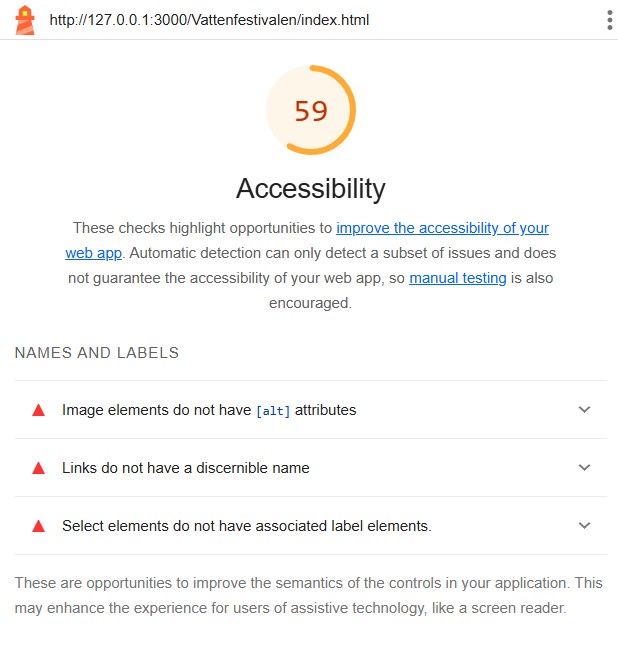 http://127.0.0.1:3000/Vattenfestivalen/index.html
59
Accessibility
These checks highlight opportunities to improve the accessibility of your
web app. Automatic detection can only detect a subset of issues and does
not guarantee the accessibility of your web app, so manual testing is also
encouraged.
NAMES AND LABELS
Image elements do not have [alt] attributes
Links do not have a discernible name
Select elements do not have associated label elements.
These are opportunities to improve the semantics of the controls in your application. This
may enhance the experience for users of assistive technology, like a screen reader.